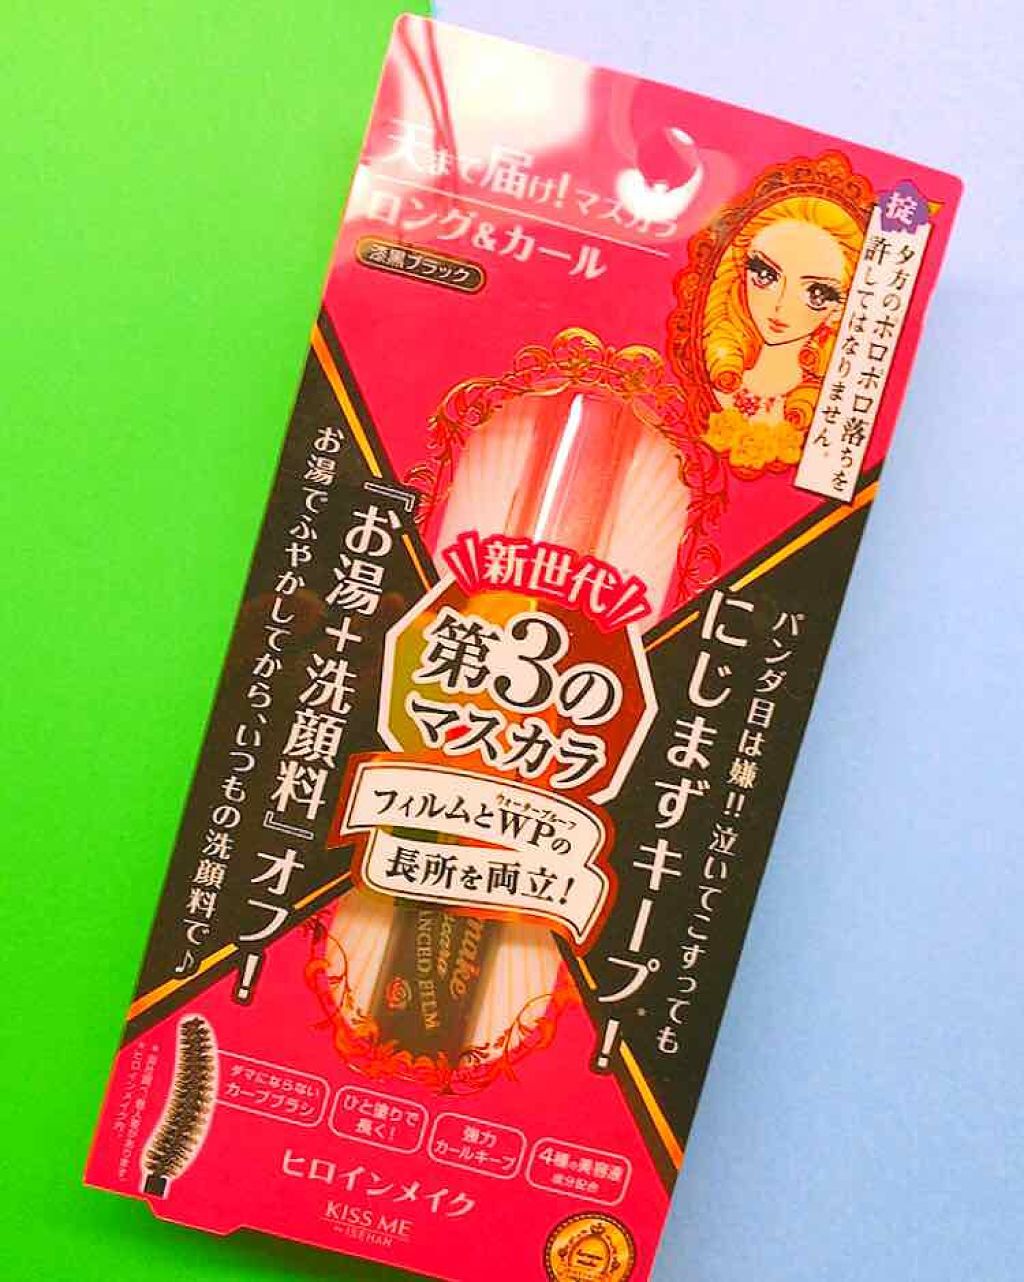 天まで届け!マスカラ
ロング&カール
漆黒ブラック
掟
夕方のポロポロ落ちを
許してはなりません。
新世代
第3の
マスカラ
フィルムとWPの
ウォータープルーフ
長所を両立!
パンダ目は嫌!!泣いてこすっても
にじまずキープ!
『お湯+洗顔料』オフ!
お湯でふやかしてから、いつもの洗顔料で♪
make
ANCED FILM
ダマにならない
カーブブラシ
ひと塗りで
長く!
強力
カールキープ
4種の美容液
成分配合
ヒロインメイク
KISS ME
by ISEHAN